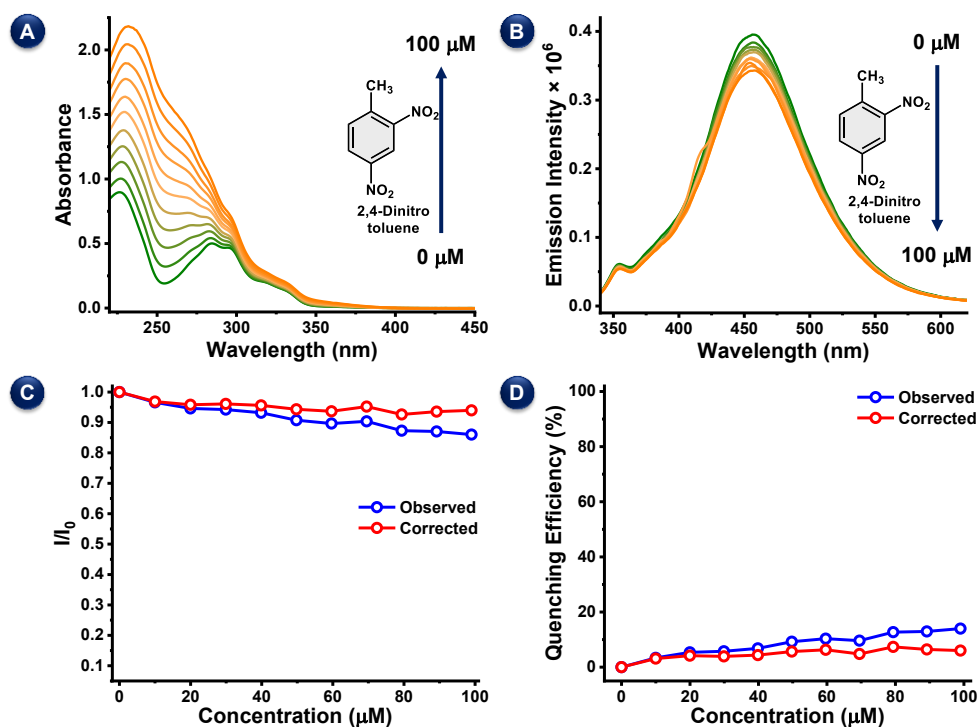 A
2.0
1.5
1.0
0.5
0.0
Absorbance
250 300 350 400 450
Wavelength (nm)
100 μM
CH3
NO2
NO2
2,4-Dinitro
toluene
0 μM
B
0.4
0.3
0.2
0.1
0.0
Emission Intensity × 10^6
350 400 450 500 550 600
Wavelength (nm)
0 μM
CH3
NO2
NO2
2,4-Dinitro
toluene
100 μM
C
1.0
0.9
0.8
0.7
0.6
0.5
0.4
0.3
0.2
0.1
I/I0
Observed
Corrected
0 20 40 60 80 100
Concentration (μM)
D
100
80
60
40
20
0
Quenching Efficiency (%)
Observed
Corrected
0 20 40 60 80 100
Concentration (μM)